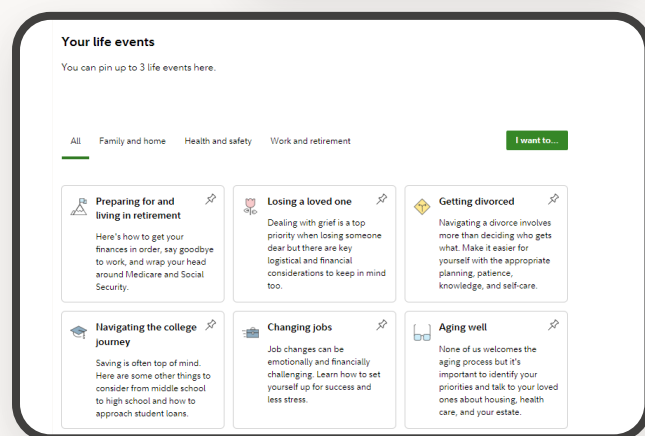 Your life events
You can pin up to 3 life events here.
All Family and home Health and safety Work and retirement I want to...
Preparing for and
living in retirement
Here's how to get your
finances in order, say goodbye
to work, and wrap your head
around Medicare and Social
Security.
Losing a loved one
Dealing with grief is a top
priority when losing someone
dear but there are key
logistical and financial
considerations to keep in mind
too.
Getting divorced
Navigating a divorce involves
more than deciding who gets
what. Make it easier for
yourself with the appropriate
planning, patience,
knowledge, and self-care.
Navigating the college
journey
Saving is often top of mind.
Here are some other things to
consider from middle school
to high school and how to
approach student loans.
Changing jobs
Job changes can be
emotionally and financially
challenging. Learn how to set
yourself up for success and
less stress.
Aging well
None of us welcomes the
aging process but it's
important to identify your
priorities and talk to your loved
ones about housing, health
care, and your estate.